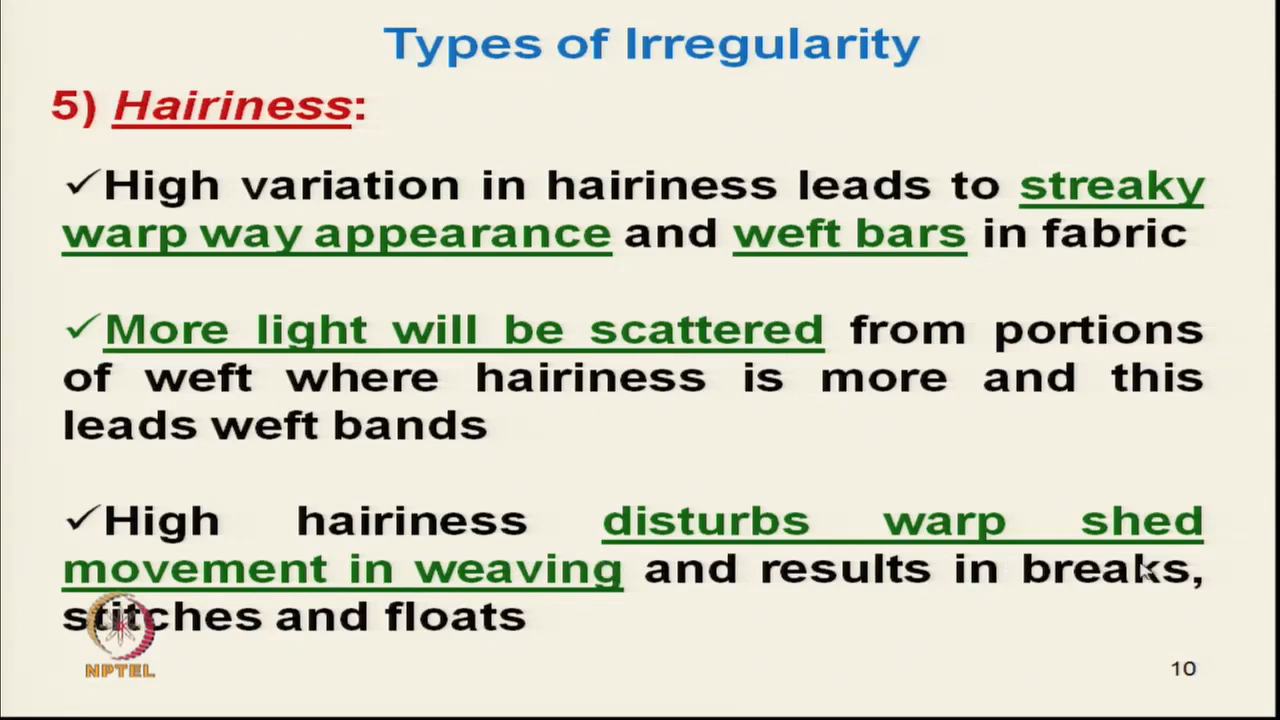 Types of Irregularity
5) Hairiness:
✓High variation in hairiness leads to streaky
warp way appearance and weft bars in fabric
✓More light will be scattered from portions
of weft where hairiness is more and this
leads weft bands
✓High hairiness disturbs warp shed
movement in weaving and results in breaks,
stitches and floats
NPTEL
10